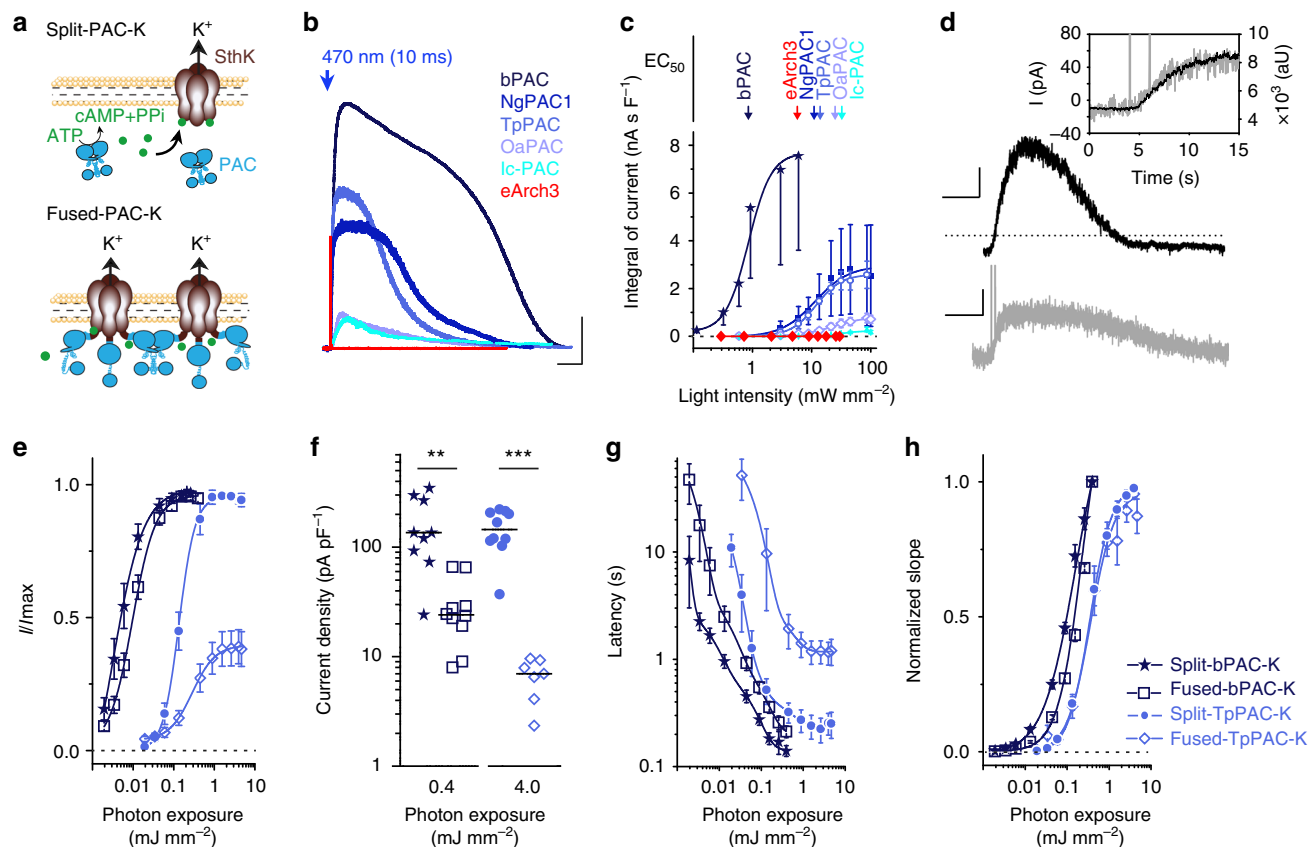 a
Split-PAC-K
K+
SthK
cAMP+PPi
ATP
PAC
Fused-PAC-K
K+
K+
b
470 nm (10 ms)
bPAC
NgPAC1
TpPAC
OaPAC
lc-PAC
eArch3
c
EC50
bPAC
eArch3
NgPAC1
TpPAC
OaPAC
lc-PAC
Integral of current (nA s F−1)
8
6
4
2
0
1
10
100
Light intensity (mW mm−2)
d
I (pA)
80
40
0
−40
10
8
6
4
×10³ (aU)
0
5
10
15
Time (s)
e
I/Imax
1.0
0.5
0.0
0.01
0.1
1
10
Photon exposure
(mJ mm−2)
f
**
***
Current density (pA pF−1)
100
10
1
0.4
4.0
Photon exposure
(mJ mm−2)
g
Latency (s)
10
1
0.1
0.01
0.1
1
10
Photon exposure
(mJ mm−2)
h
Normalized slope
1.0
0.5
0.0
Split-bPAC-K
Fused-bPAC-K
Split-TpPAC-K
Fused-TpPAC-K
0.01
0.1
1
10
Photon exposure
(mJ mm−2)